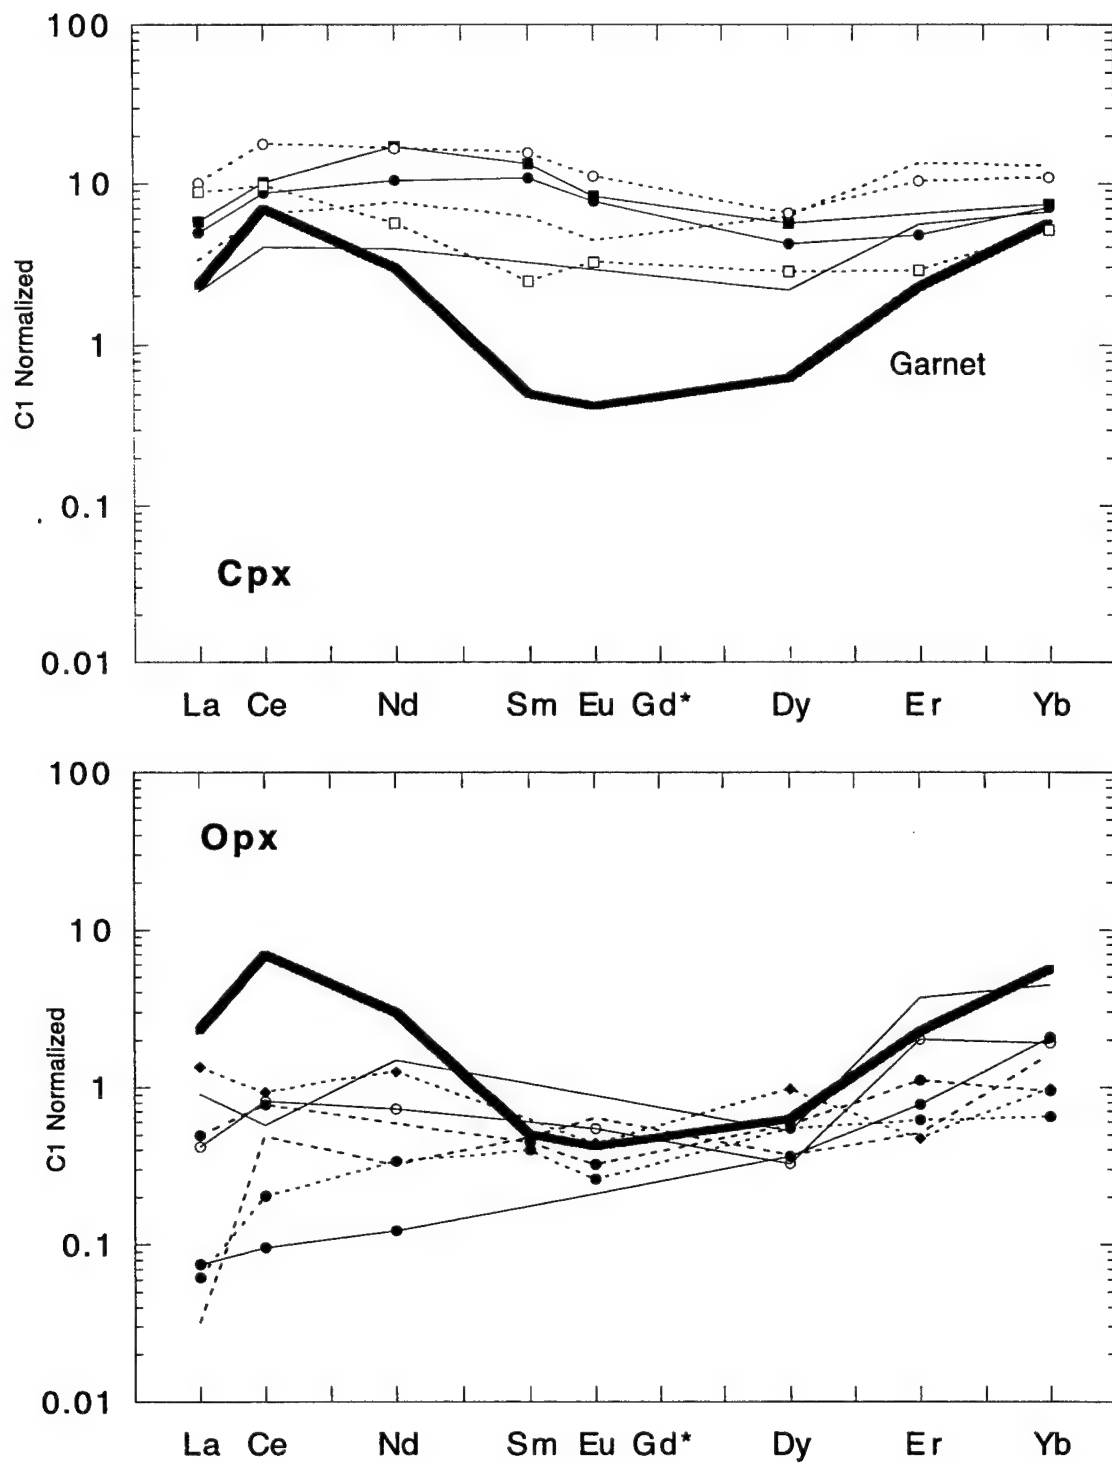 100
10
1
0.1
0.01
C1 Normalized
Garnet
Cpx
La Ce Nd Sm Eu Gd* Dy Er Yb
100
10
1
0.1
0.01
C1 Normalized
Opx
La Ce Nd Sm Eu Gd* Dy Er Yb